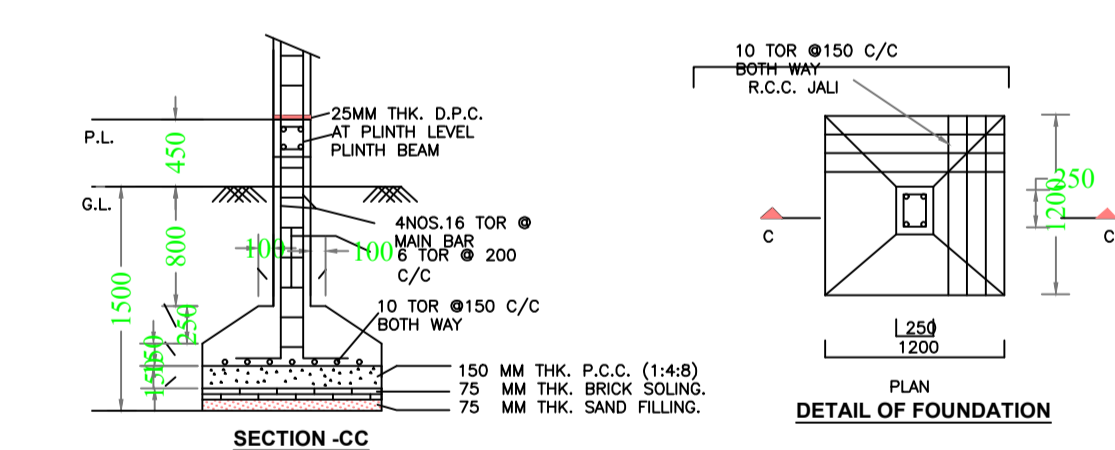 25MM THK. D.P.C.
AT PLINTH LEVEL
PLINTH BEAM
P.L.
450
G.L.
4NOS.16 TOR @
MAIN BAR
6 TOR @ 200
C/C
100
100
800
1500
250
10 TOR @150 C/C
BOTH WAY
150
150
150 MM THK. P.C.C. (1:4:8)
75 MM THK. BRICK SOLING.
75 MM THK. SAND FILLING.
SECTION -CC
10 TOR @150 C/C
BOTH WAY
R.C.C. JALI
250
1200
C
C
250
1200
PLAN
DETAIL OF FOUNDATION